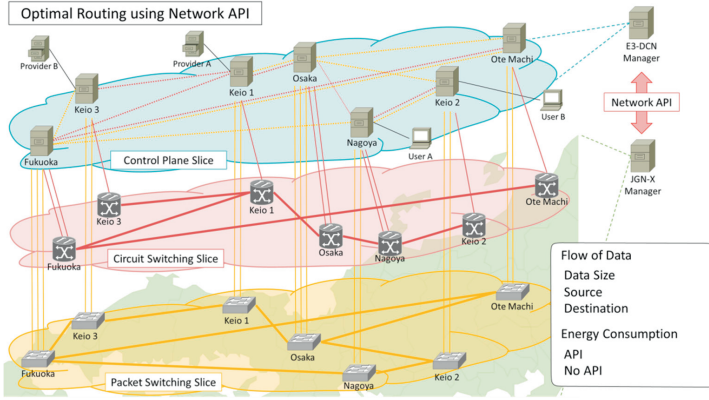 Optimal Routing using Network API
Provider B
Provider A
Keio 3
Keio 1
Osaka
Ote Machi
E3-DCN
Manager
Network API
JGN-X
Manager
Keio 2
User B
Fukuoka
Nagoya
User A
Control Plane Slice
Keio 3
Keio 1
Ote Machi
Fukuoka
Osaka
Nagoya
Keio 2
Circuit Switching Slice
Keio 3
Keio 1
Ote Machi
Fukuoka
Osaka
Nagoya
Keio 2
Packet Switching Slice
Flow of Data
Data Size
Source
Destination
Energy Consumption
API
No API